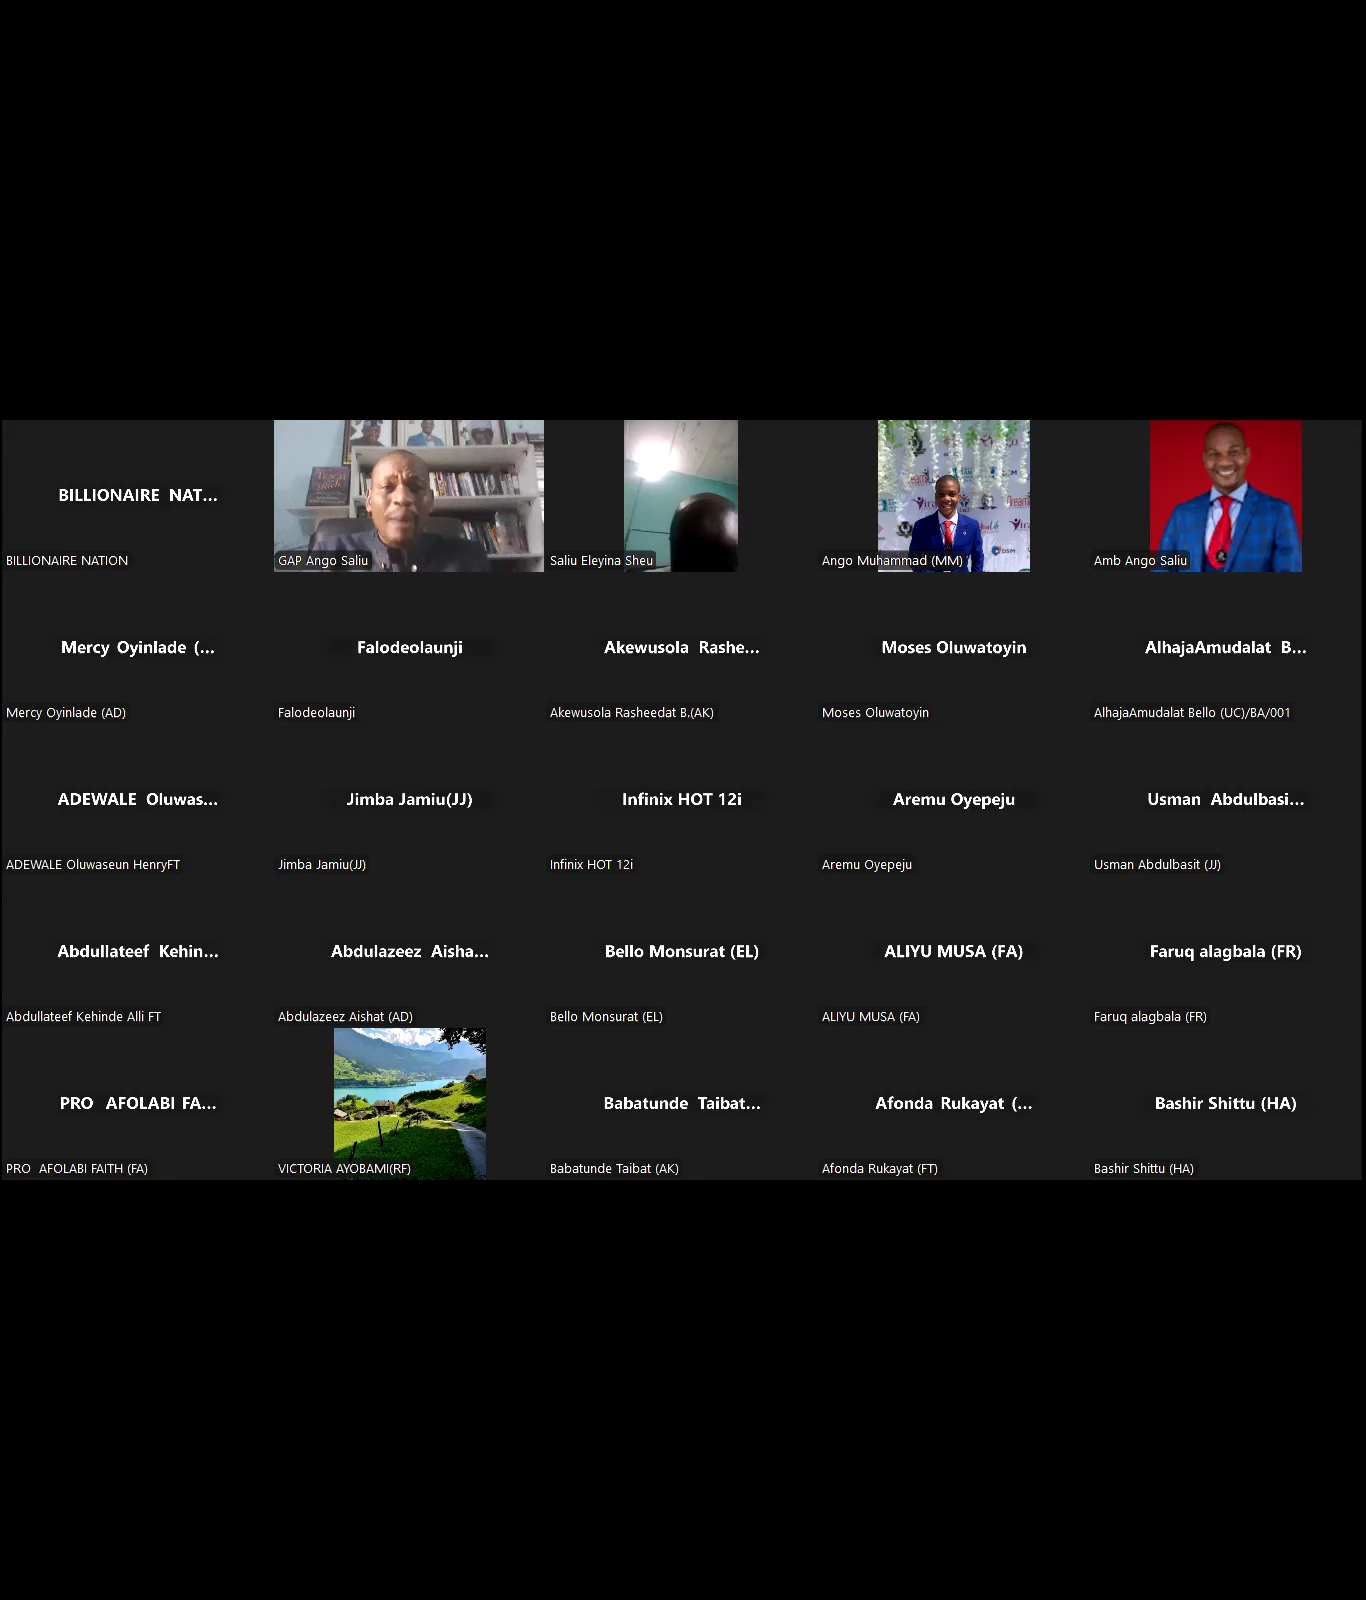 BILLIONAIRE NAT...
BILLIONAIRE NATION
GAP Ango Saliu
Saliu Eleyina Sheu
Ango Muhammad (MM)
Amb Ango Saliu
Mercy Oyinlade (...
Falodeolaunji
Akewusola Rashe...
Moses Oluwatoyin
AlhajaAmudalat B...
Mercy Oyinlade (AD)
Falodeolaunji
Akewusola Rasheedat B.(AK)
Moses Oluwatoyin
AlhajaAmudalat Bello (UC)/BA/001
ADEWALE Oluwas...
Jimba Jamiu(JJ)
Infinix HOT 12i
Aremu Oyepeju
Usman Abdulbasi...
ADEWALE Oluwaseun HenryFT
Jimba Jamiu(JJ)
Infinix HOT 12i
Aremu Oyepeju
Usman Abdulbasit (JJ)
Abdullateef Kehin...
Abdulazeez Aisha...
Bello Monsurat (EL)
ALIYU MUSA (FA)
Faruq alagbala (FR)
Abdullateef Kehinde Alli FT
Abdulazeez Aishat (AD)
Bello Monsurat (EL)
ALIYU MUSA (FA)
Faruq alagbala (FR)
PRO AFOLABI FA...
Babatunde Taibat...
Afonda Rukayat (...
Bashir Shittu (HA)
PRO AFOLABI FAITH (FA)
VICTORIA AYOBAMI(RF)
Babatunde Taibat (AK)
Afonda Rukayat (FT)
Bashir Shittu (HA)